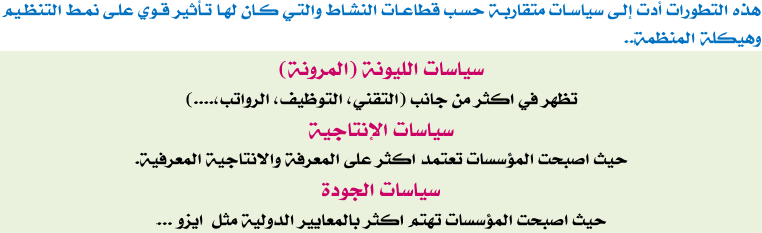 هذه التطورات أدت إلى سياسات متقاربة حسب قطاعات النشاط والتي كان لها تأثير قوي على نمط التنظيم
وهيكلة المنظمة..
سياسات الليونة (المرونة)
تظهر في اكثر من جانب (التقني، التوظيف، الرواتب،....)
سياسات الإنتاجية
حيث اصبحت المؤسسات تعتمد اكثر على المعرفة والانتاجية المعرفية.
سياسات الجودة
حيث اصبحت المؤسسات تهتم اكثر بالمعايير الدولية مثل ايزو ...